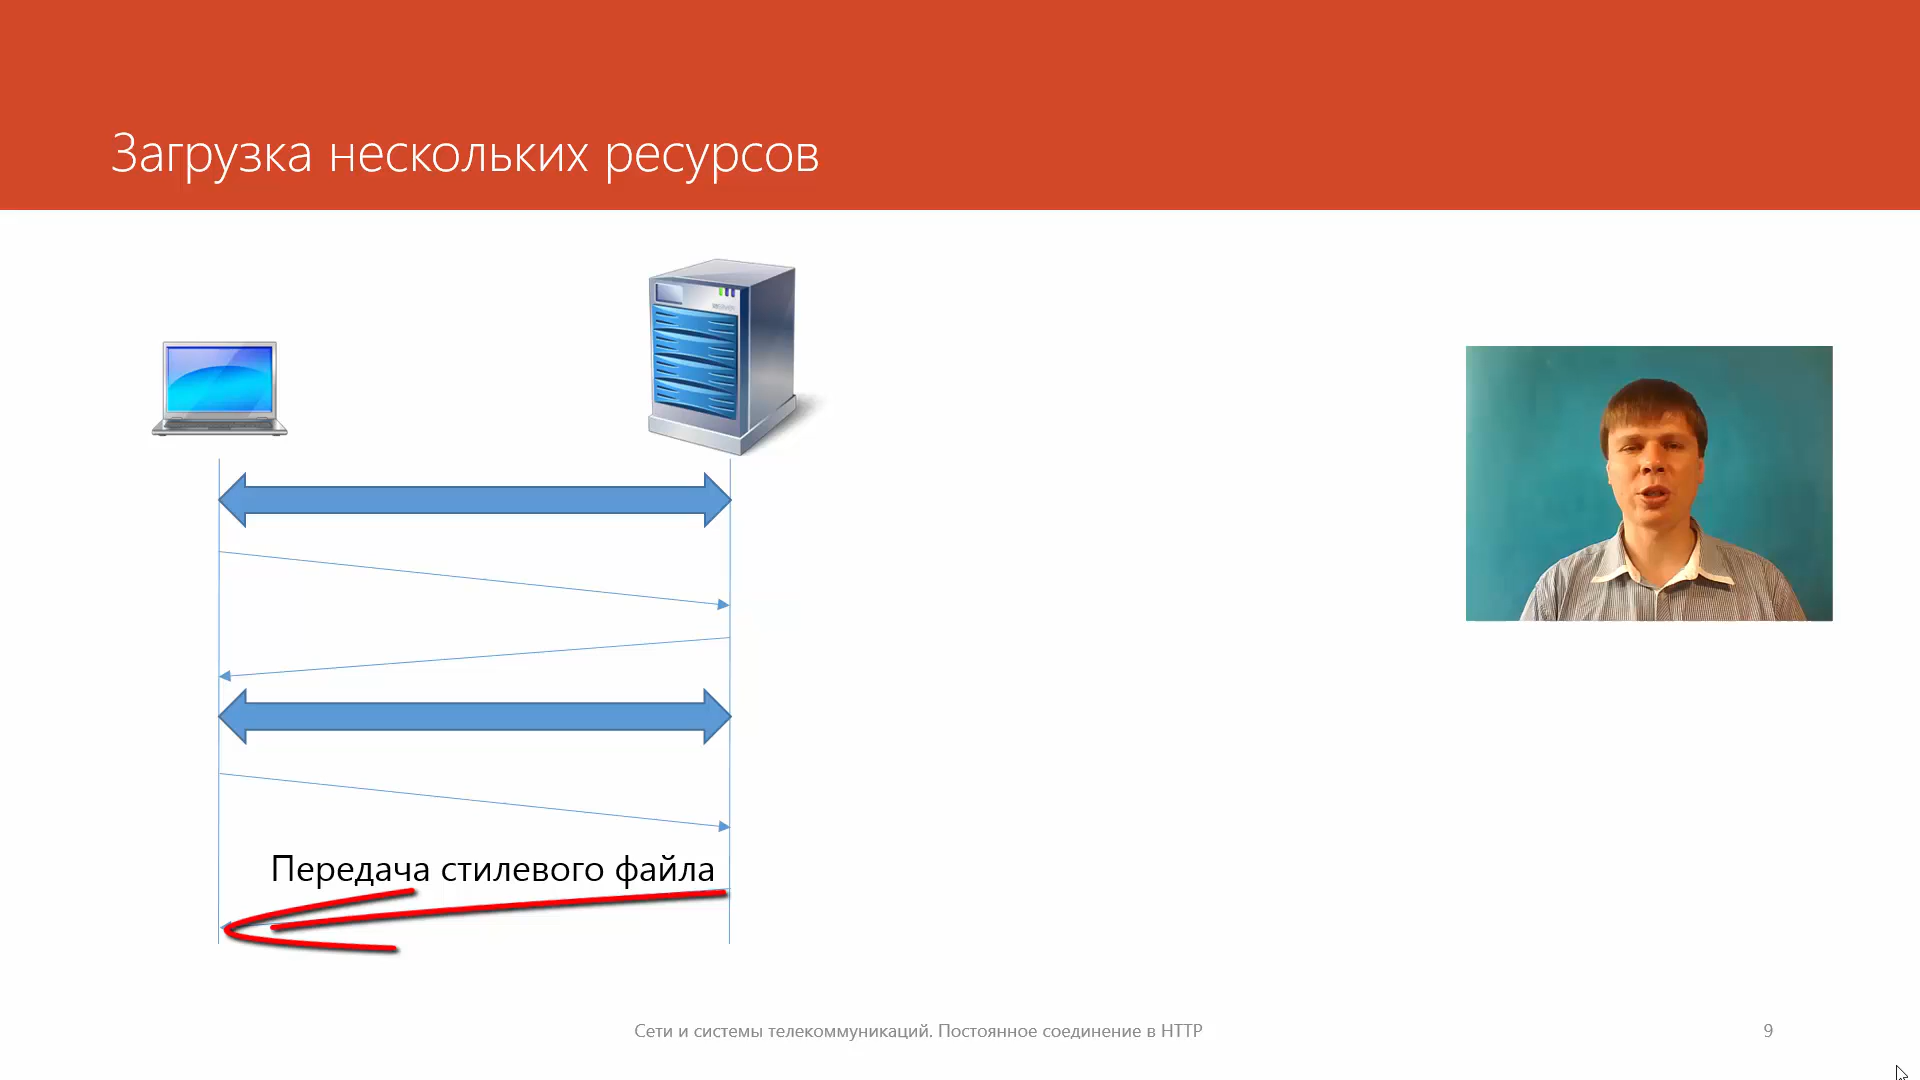 Загрузка нескольких ресурсов
Передача стилевого файла
Сети и системы телекоммуникаций. Постоянное соединение в HTTP
9